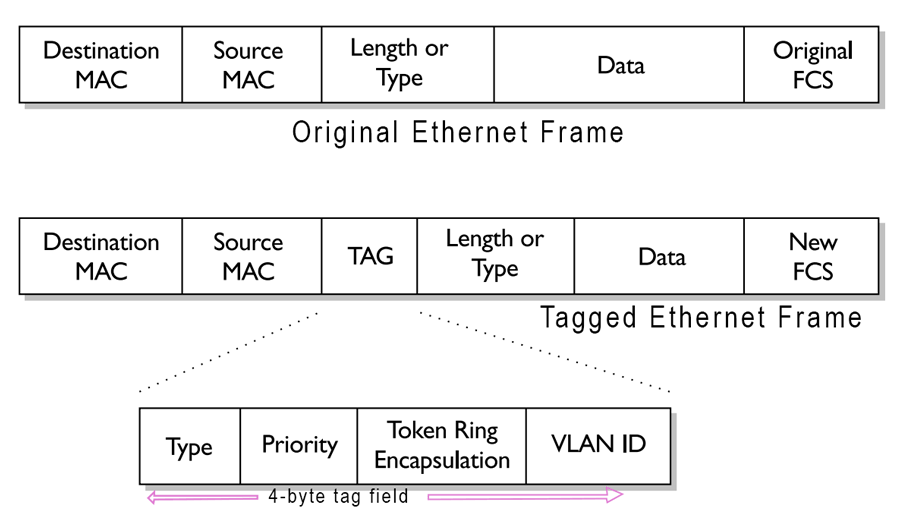 Destination Source Length or Data Original
MAC MAC Type FCS
Original Ethernet Frame
Destination Source TAG Length or Data New
MAC MAC Type FCS
Tagged Ethernet Frame
Type Priority Token Ring VLAN ID
Encapsulation
4-byte tag field